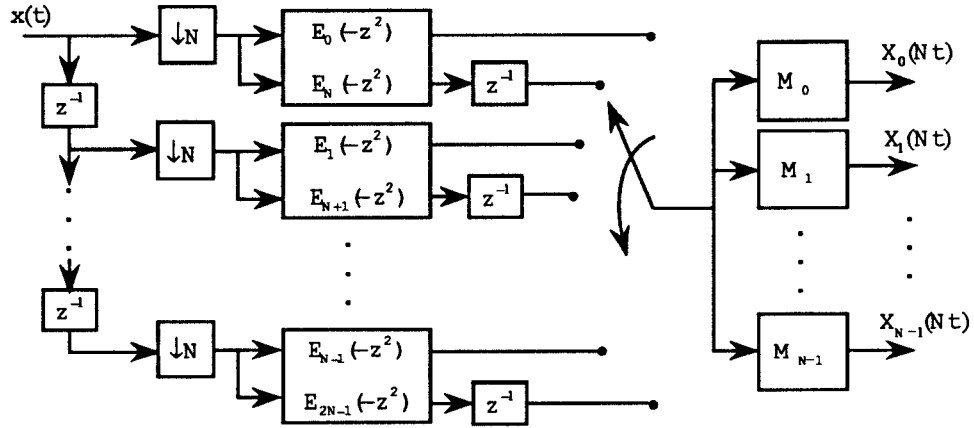 x(t)
↓N
E₀(-z²)
E_N(-z²)
z⁻¹
z⁻¹
↓N
E₁(-z²)
E_{N+1}(-z²)
z⁻¹
z⁻¹
↓N
E_{N-1}(-z²)
E_{2N-1}(-z²)
z⁻¹
M₀
X₀(Nt)
M₁
X₁(Nt)
M_{N-1}
X_{N-1}(Nt)